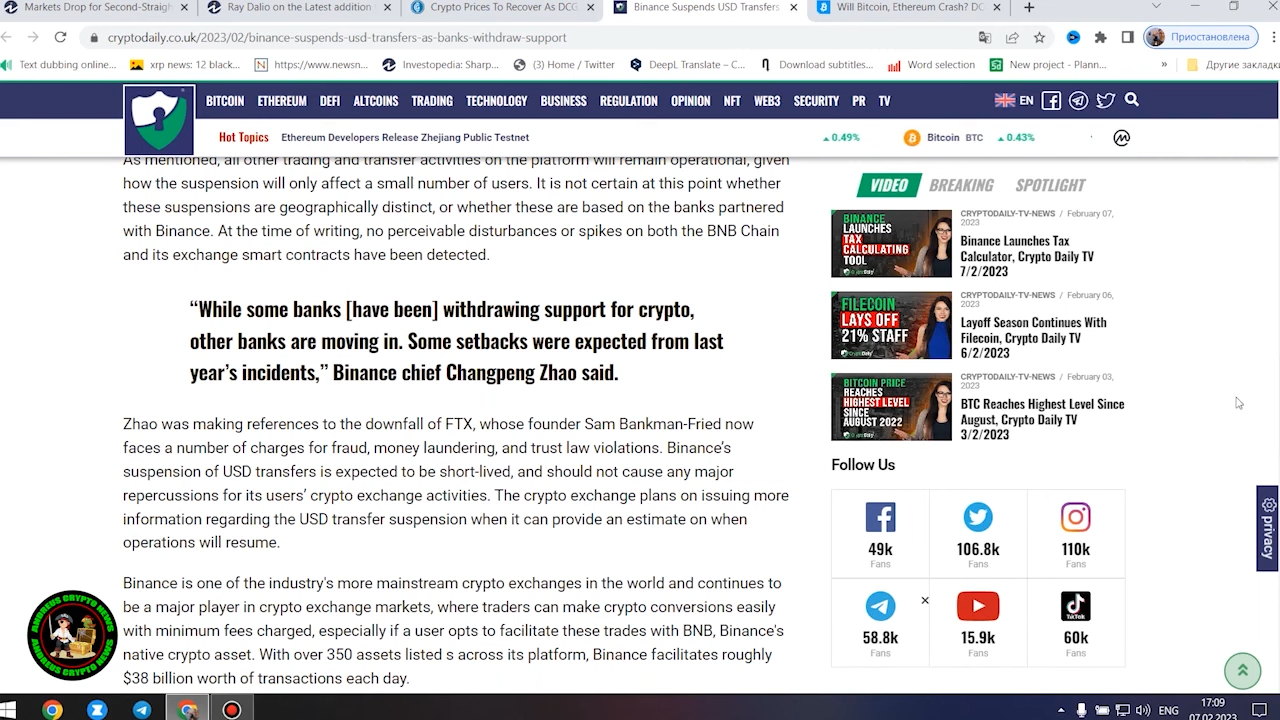 Markets Drop for Second-Straigh
Ray Dalio on the Latest addition
Crypto Prices To Recover As DCG
Binance Suspends USD Transfers
Will Bitcoin, Ethereum Crash? DC
cryptodaily.co.uk/2023/02/binance-suspends-usd-transfers-as-banks-withdraw-support
Приостановлена
Text dubbing online...
xrp news: 12 black...
https://www.newsn...
Investopedia: Sharp...
(3) Home / Twitter
DeepL Translate – C...
Download subtitles...
Word selection
New project - Plann...
Другие закладки
BITCOIN ETHEREUM DEFI ALTCOINS TRADING TECHNOLOGY BUSINESS REGULATION OPINION NFT WEB3 SECURITY PR TV
EN
Hot Topics
Ethereum Developers Release Zhejiang Public Testnet
0.49%
Bitcoin BTC 0.43%
As mentioned, all other trading and transfer activities on the platform will remain operational, given
how the suspension will only affect a small number of users. It is not certain at this point whether
these suspensions are geographically distinct, or whether these are based on the banks partnered
with Binance. At the time of writing, no perceivable disturbances or spikes on both the BNB Chain
and its exchange smart contracts have been detected.
“While some banks [have been] withdrawing support for crypto,
other banks are moving in. Some setbacks were expected from last
year’s incidents,” Binance chief Changpeng Zhao said.
Zhao was making references to the downfall of FTX, whose founder Sam Bankman-Fried now
faces a number of charges for fraud, money laundering, and trust law violations. Binance’s
suspension of USD transfers is expected to be short-lived, and should not cause any major
repercussions for its users’ crypto exchange activities. The crypto exchange plans on issuing more
information regarding the USD transfer suspension when it can provide an estimate on when
operations will resume.
Binance is one of the industry's more mainstream crypto exchanges in the world and continues to
be a major player in crypto exchange markets, where traders can make crypto conversions easily
with minimum fees charged, especially if a user opts to facilitate these trades with BNB, Binance's
native crypto asset. With over 350 assets listed s across its platform, Binance facilitates roughly
$38 billion worth of transactions each day.
VIDEO BREAKING SPOTLIGHT
BINANCE
LAUNCHES
TAX
CALCULATING
TOOL
CRYPTODAILY-TV-NEWS / February 07,
2023
Binance Launches Tax
Calculator, Crypto Daily TV
7/2/2023
FILECOIN
LAYS OFF
21% STAFF
CRYPTODAILY-TV-NEWS / February 06,
2023
Layoff Season Continues With
Filecoin, Crypto Daily TV
6/2/2023
BITCOIN PRICE
REACHES
HIGHEST LEVEL
SINCE
AUGUST 2022
CRYPTODAILY-TV-NEWS / February 03,
2023
BTC Reaches Highest Level Since
August, Crypto Daily TV
3/2/2023
Follow Us
49k
Fans
106.8k
Fans
110k
Fans
58.8k
Fans
15.9k
Fans
TikTok
60k
Fans
privacy
ANDREUS CRYPTO NEWS
ANDREUS CRYPTO NEWS
ENG
17:09
07.02.2023